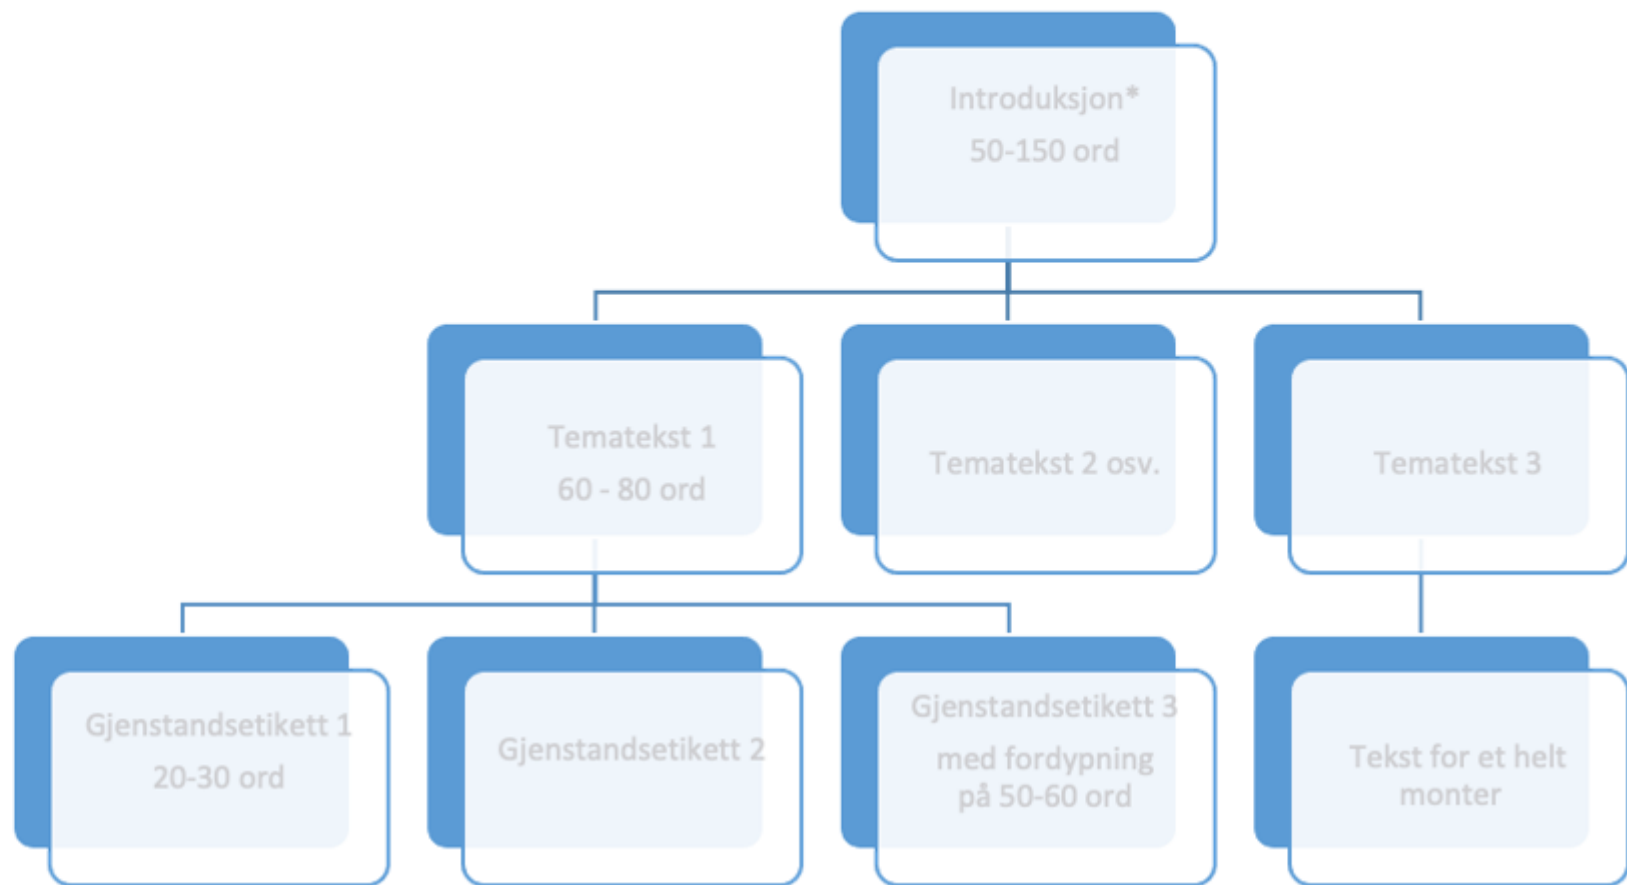 Introduksjon*
50-150 ord
Tematekst 1
60 - 80 ord
Tematekst 2 osv.
Tematekst 3
Gjenstandsetikett 1
20-30 ord
Gjenstandsetikett 2
Gjenstandsetikett 3
med fordypning
på 50-60 ord
Tekst for et helt
monter